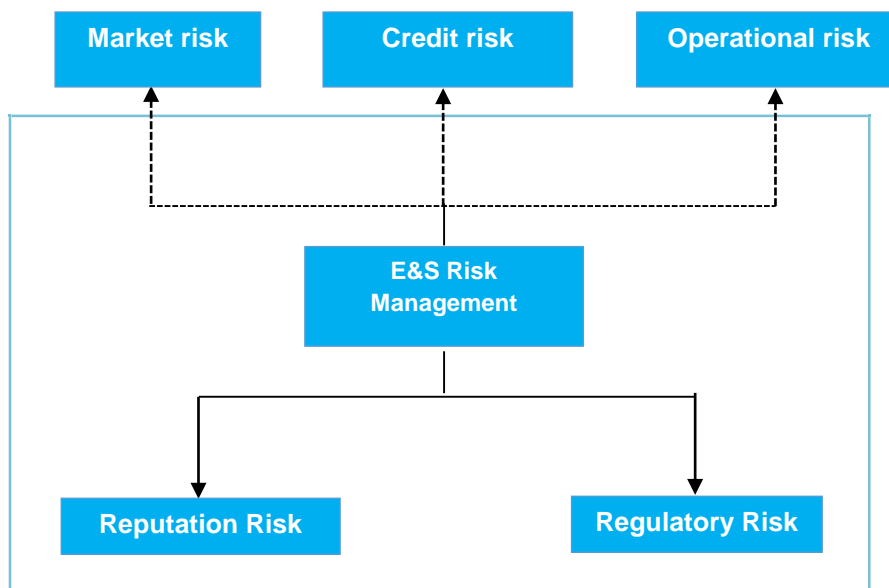 Market risk
Credit risk
Operational risk
E&S Risk
Management
Reputation Risk
Regulatory Risk